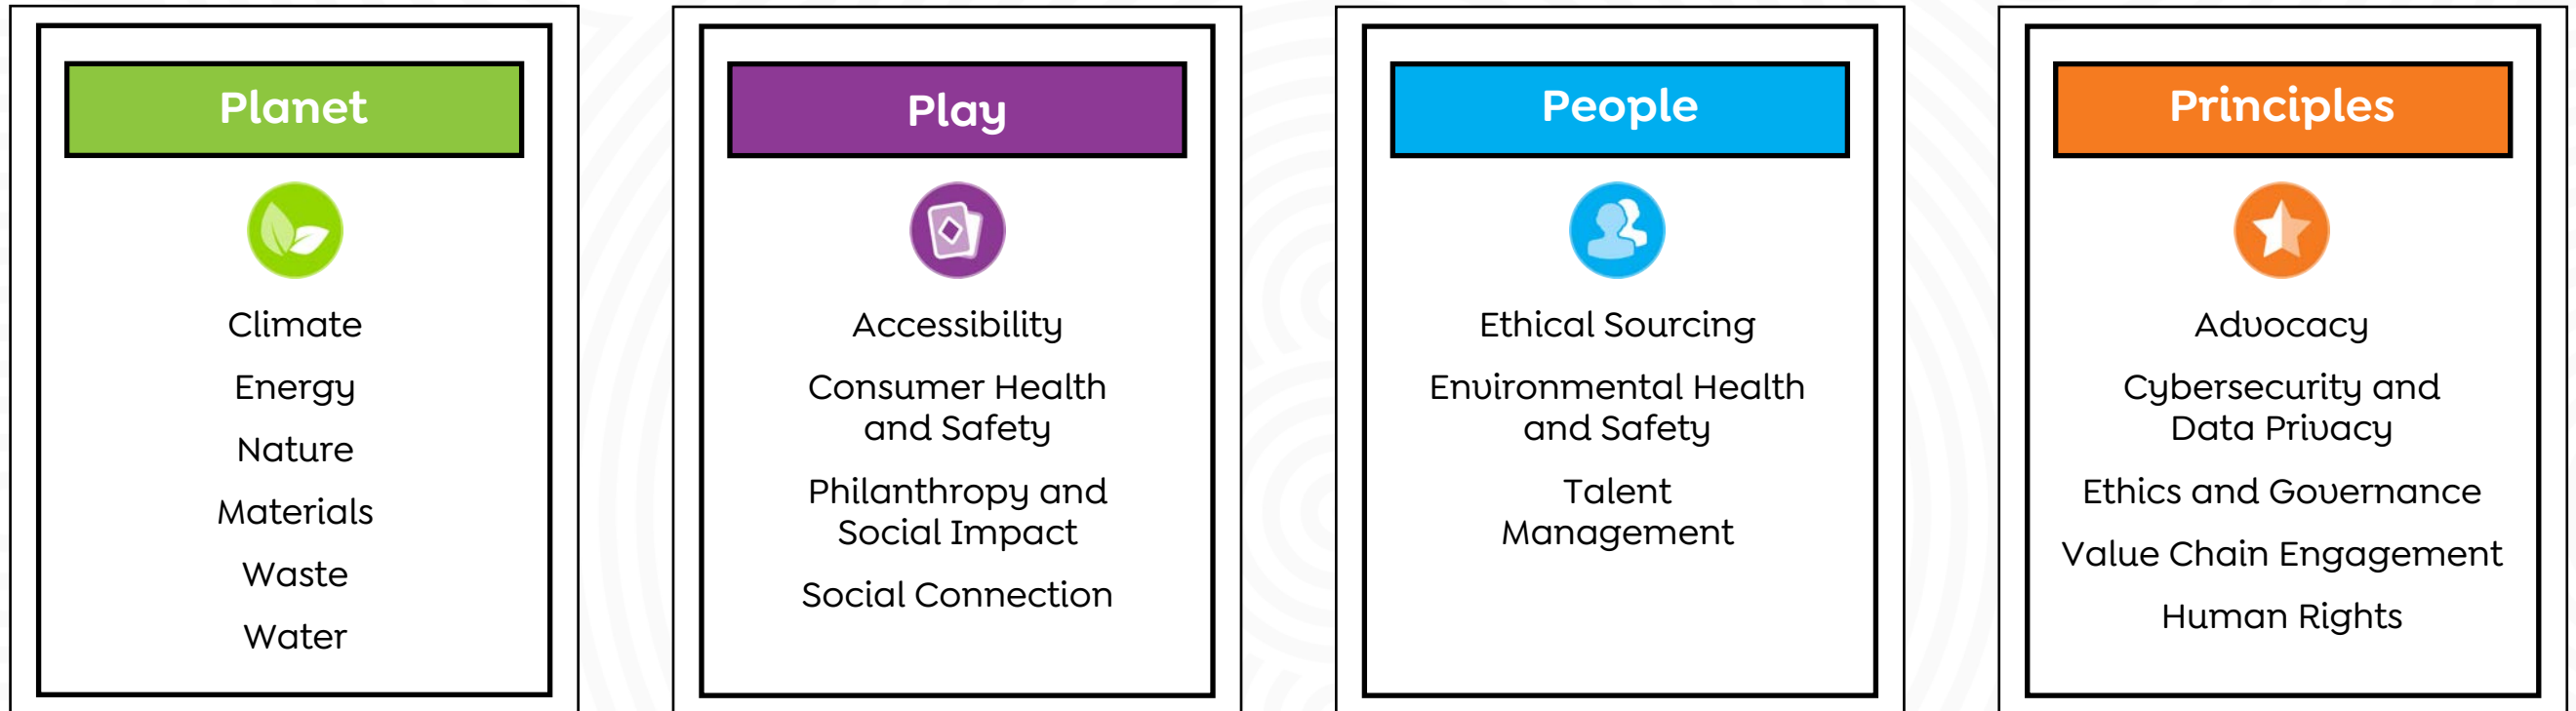 Planet
Climate
Energy
Nature
Materials
Waste
Water
Play
Accessibility
Consumer Health
and Safety
Philanthropy and
Social Impact
Social Connection
People
Ethical Sourcing
Environmental Health
and Safety
Talent
Management
Principles
Advocacy
Cybersecurity and
Data Privacy
Ethics and Governance
Value Chain Engagement
Human Rights